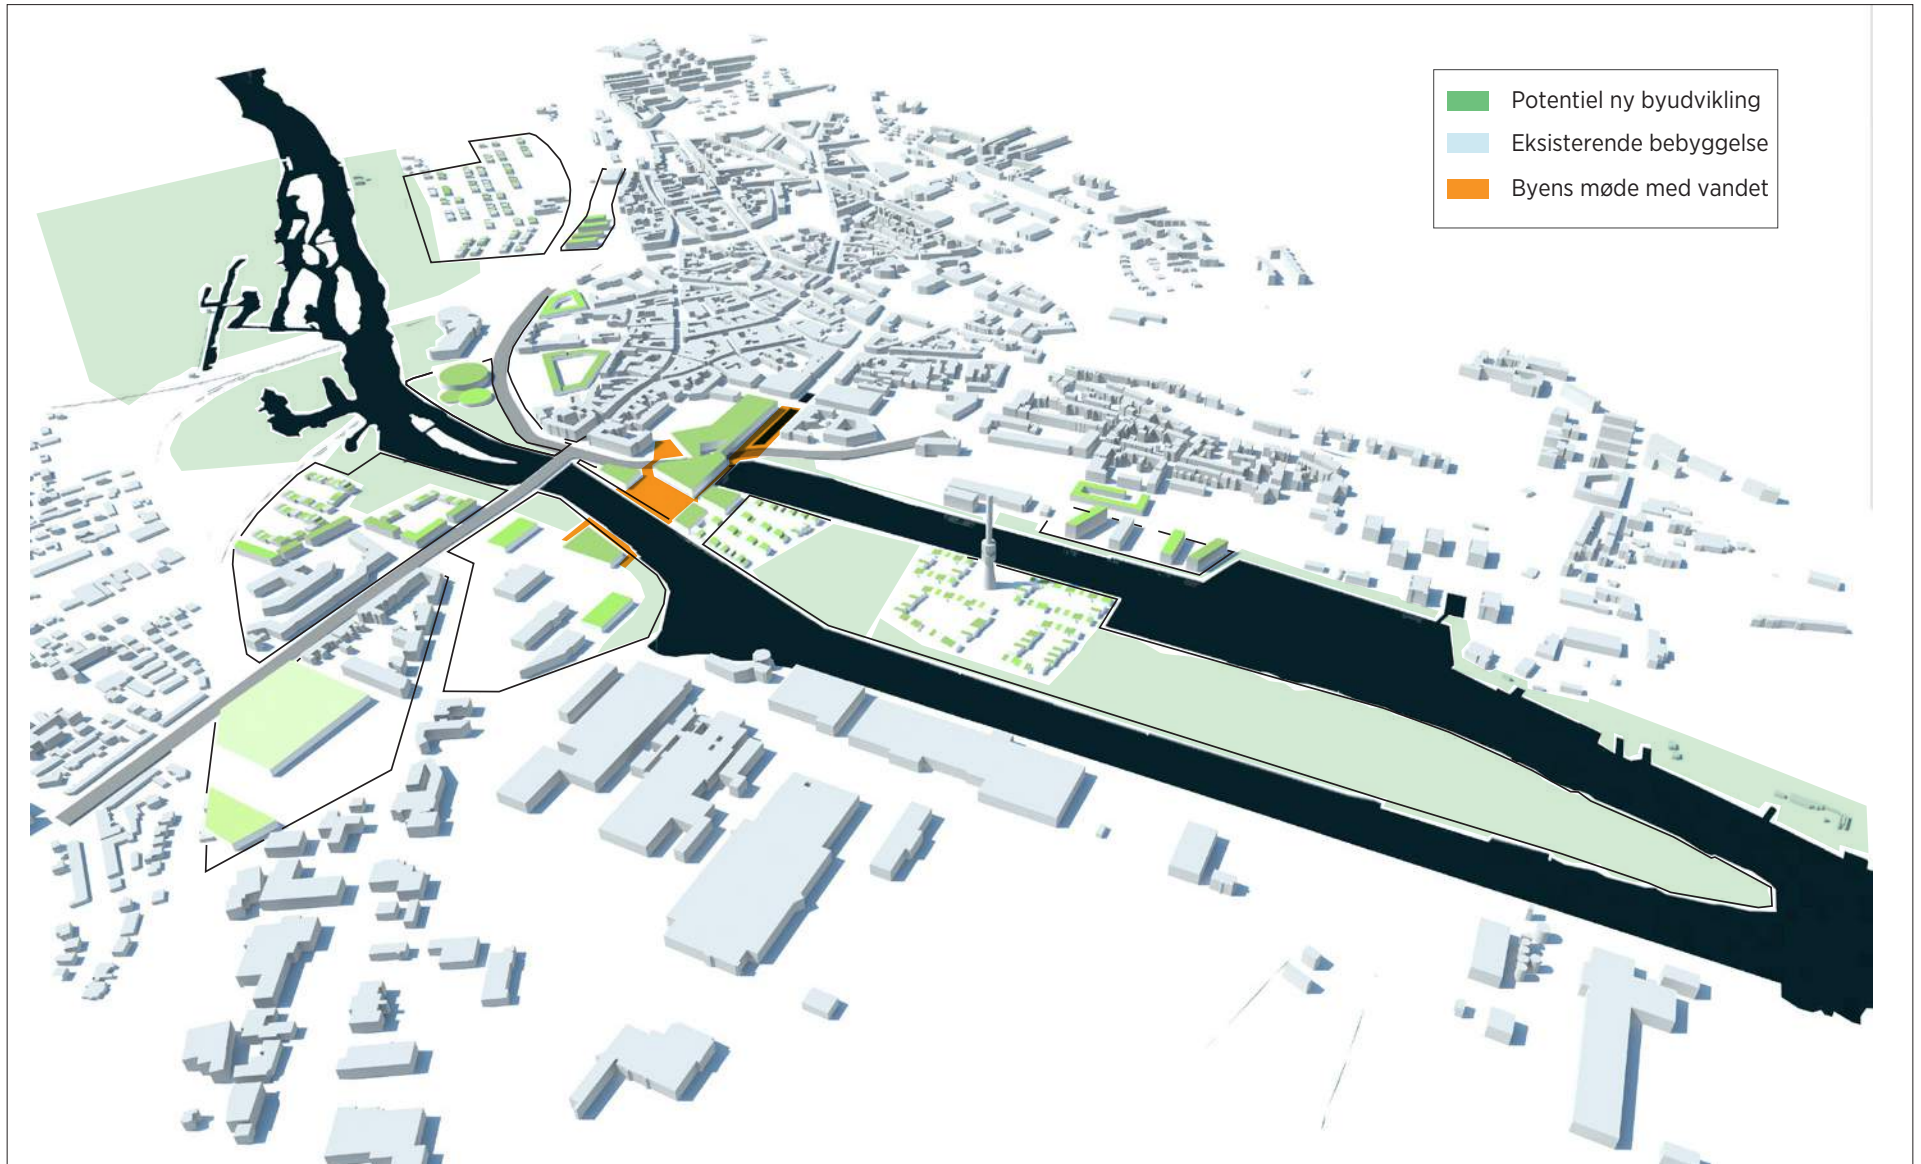 Potentiel ny byudvikling
Eksisterende bebyggelse
Byens møde med vandet